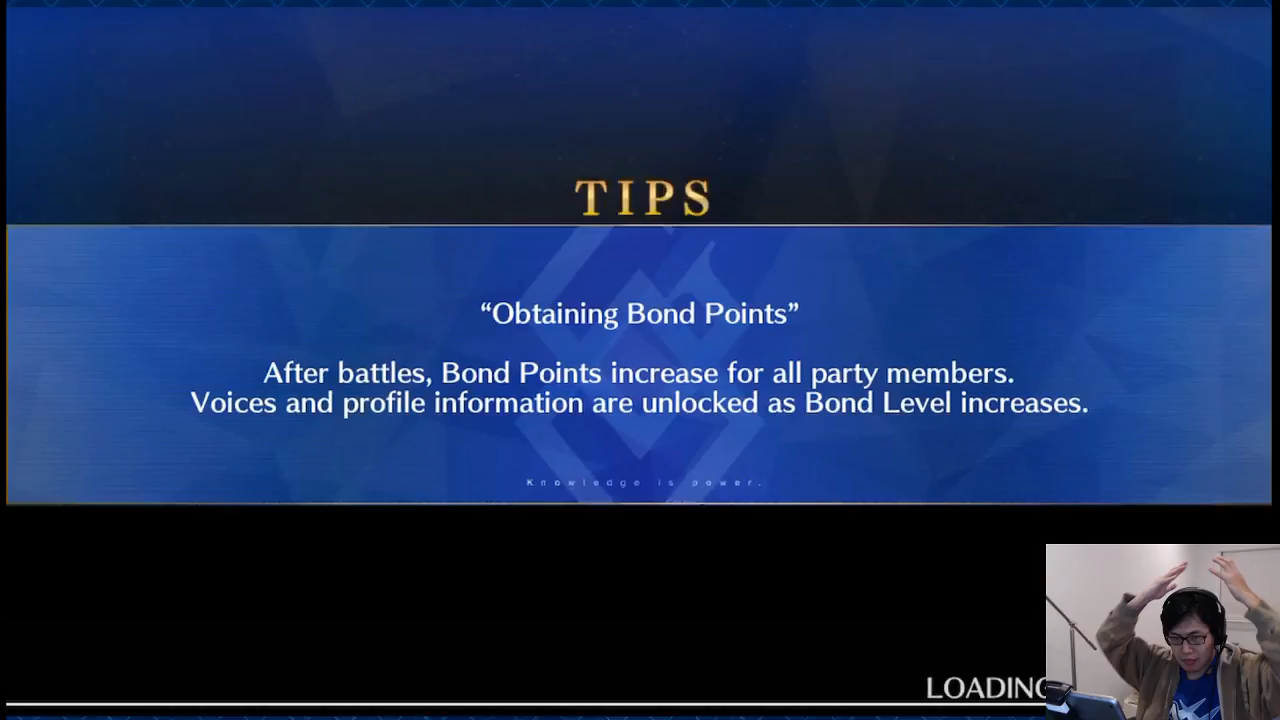 TIPS
“Obtaining Bond Points”
After battles, Bond Points increase for all party members.
Voices and profile information are unlocked as Bond Level increases.
Knowledge is power.
LOADING